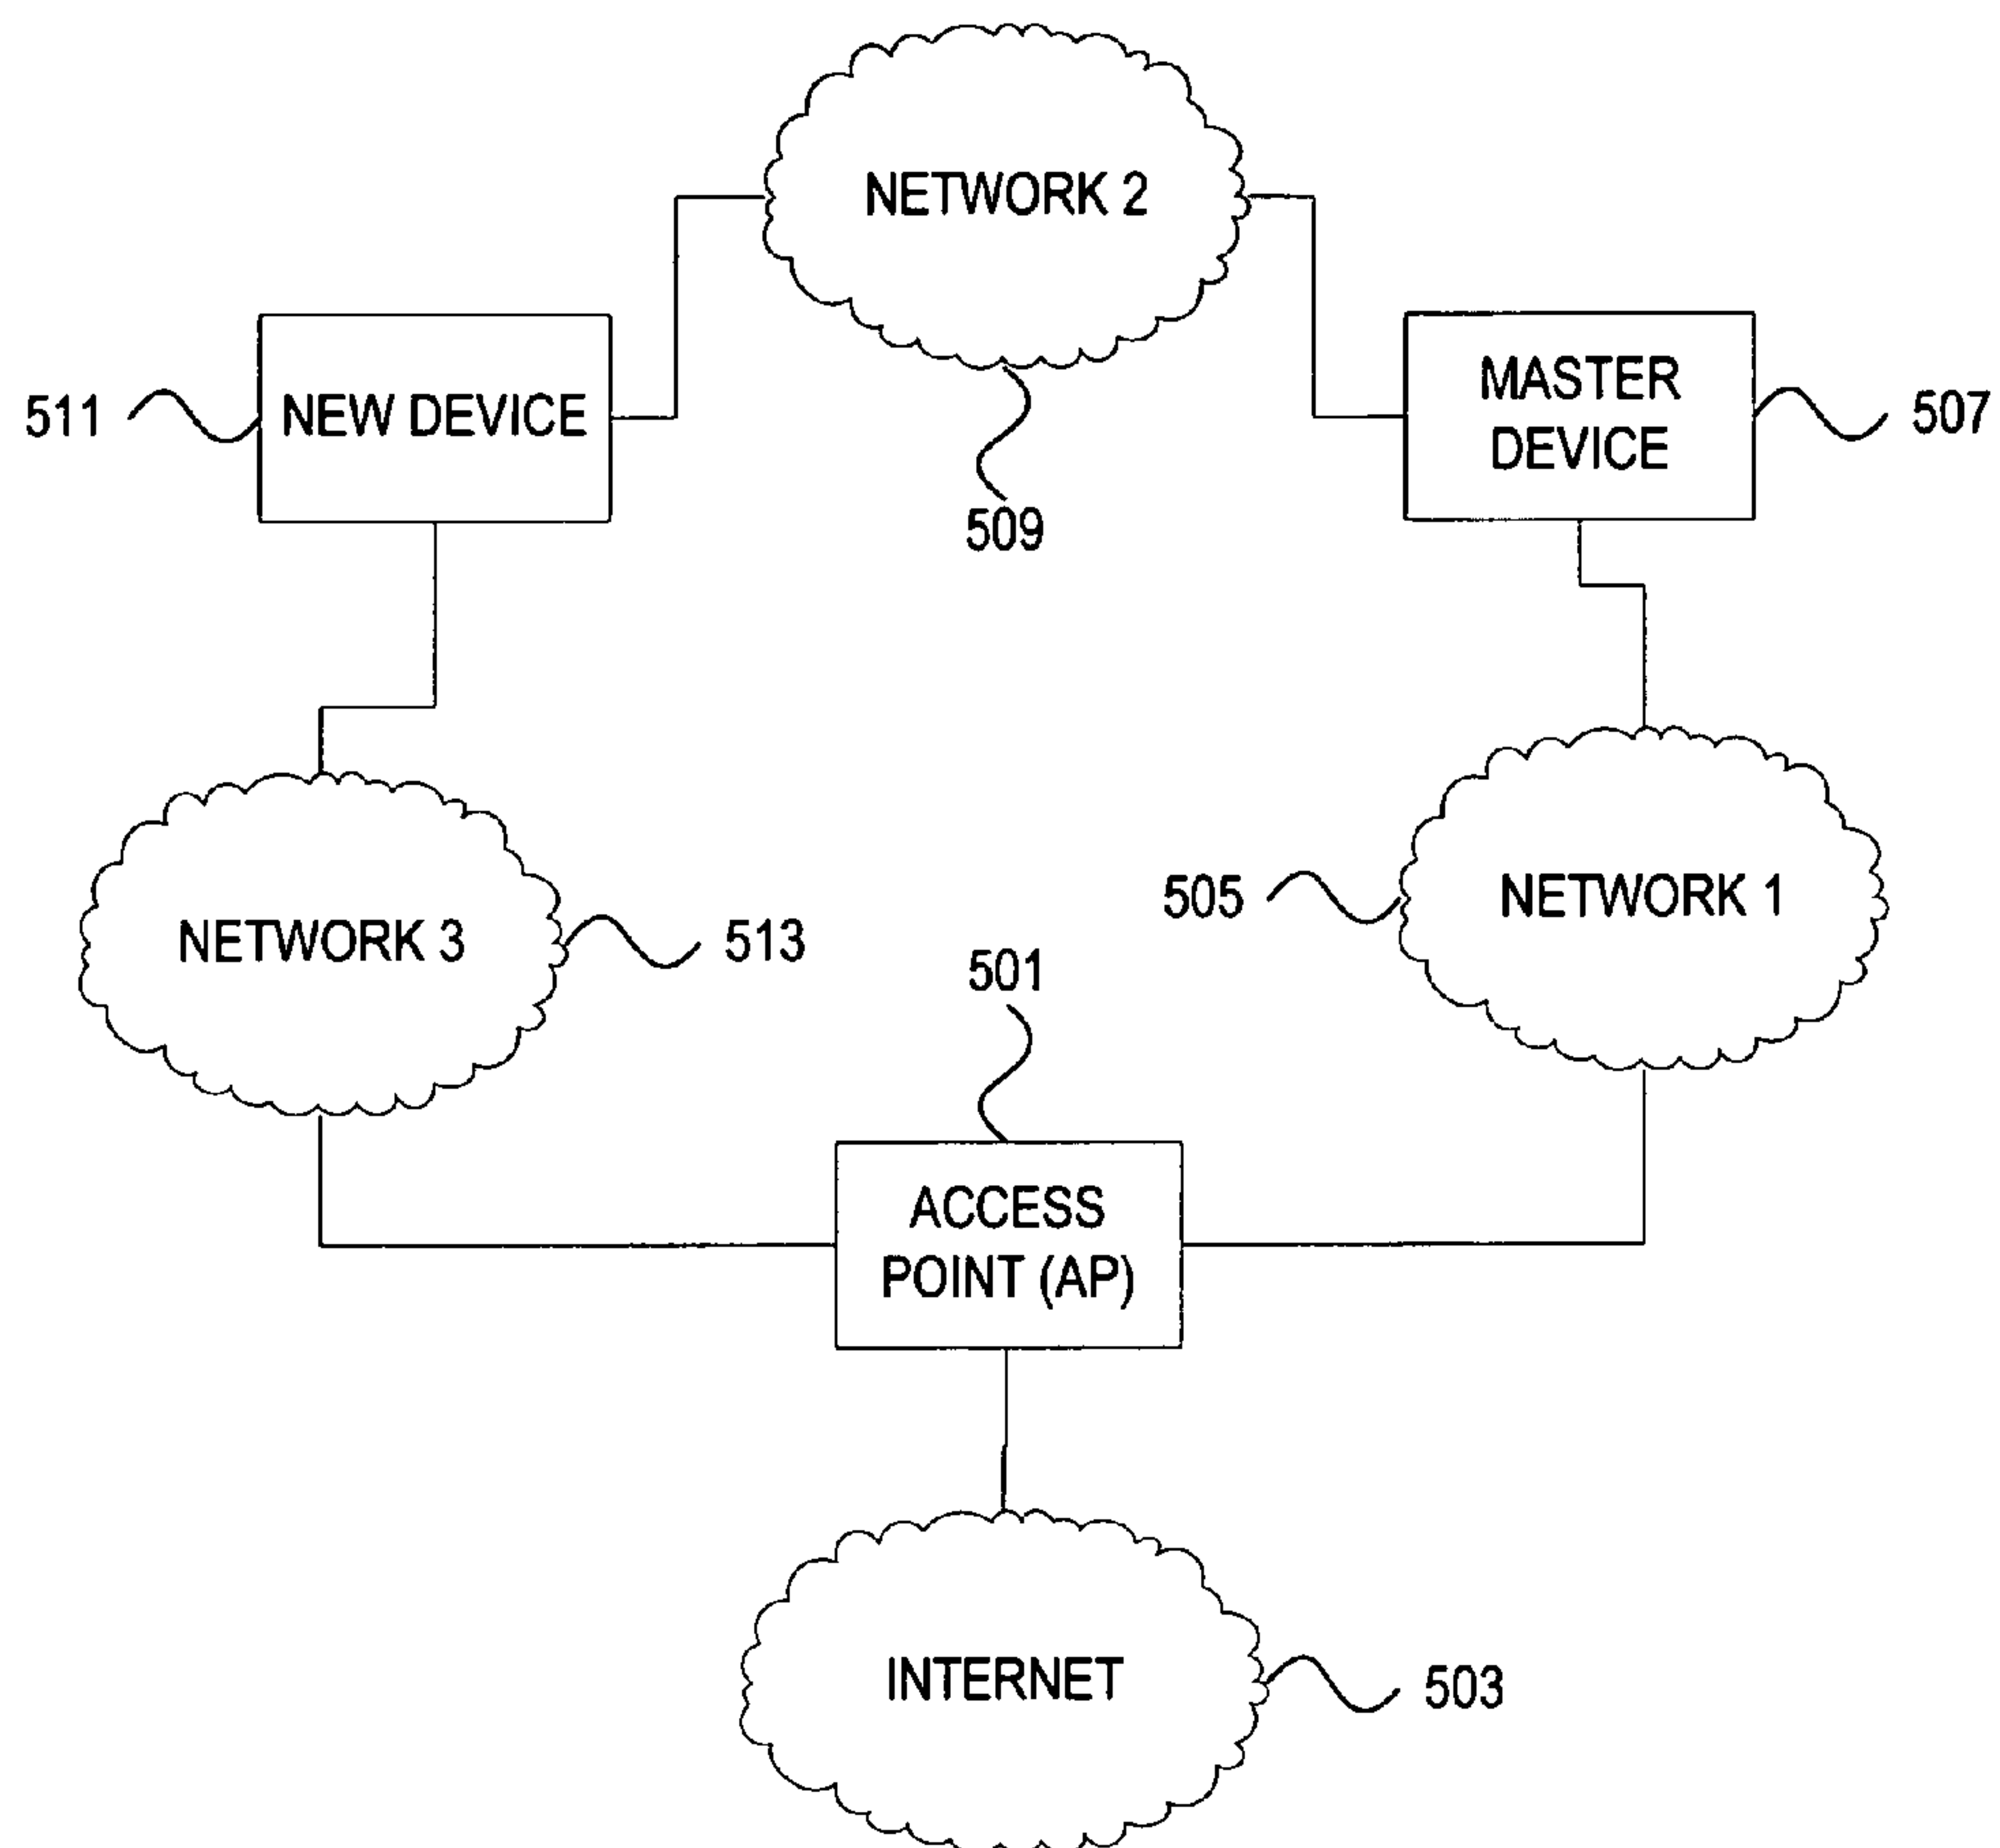 NETWORK 2
511
NEW DEVICE
MASTER
DEVICE
507
509
NETWORK 3
513
505
NETWORK 1
501
ACCESS
POINT (AP)
INTERNET
503